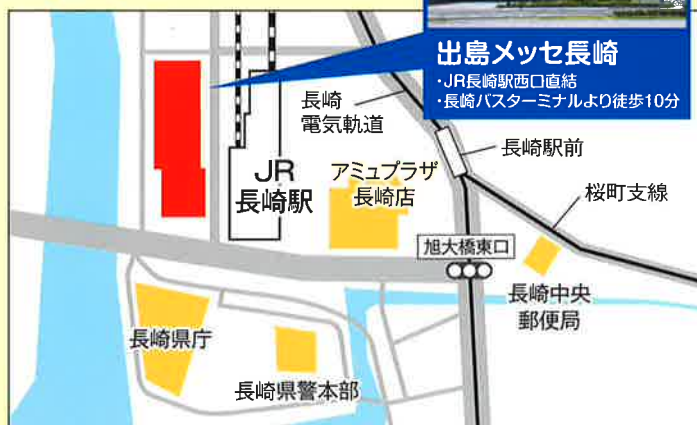 出島メッセ長崎
・JR長崎駅西口直結
・長崎バスターミナルより徒歩10分
長崎
電気軌道
長崎駅前
JR
長崎駅
アミュプラザ
長崎店
桜町支線
旭大橋東口
長崎中央
郵便局
長崎県庁
長崎県警本部